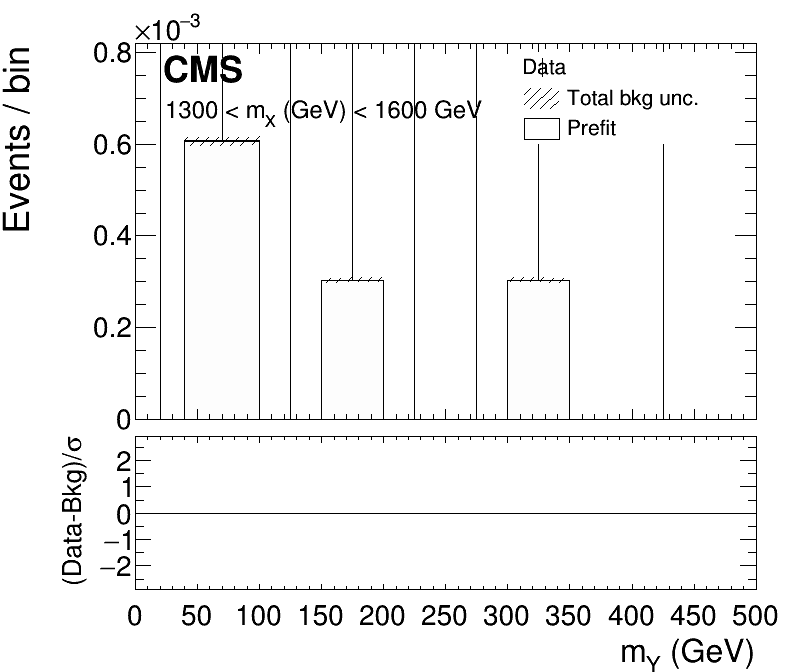 ×10⁻³
Events / bin
0.8
0.6
0.4
0.2
0
CMS
1300 < mX (GeV) < 1600 GeV
Data
Total bkg unc.
Prefit
(Data-Bkg)/σ
2
1
0
−1
−2
0 50 100 150 200 250 300 350 400 450 500
mY (GeV)